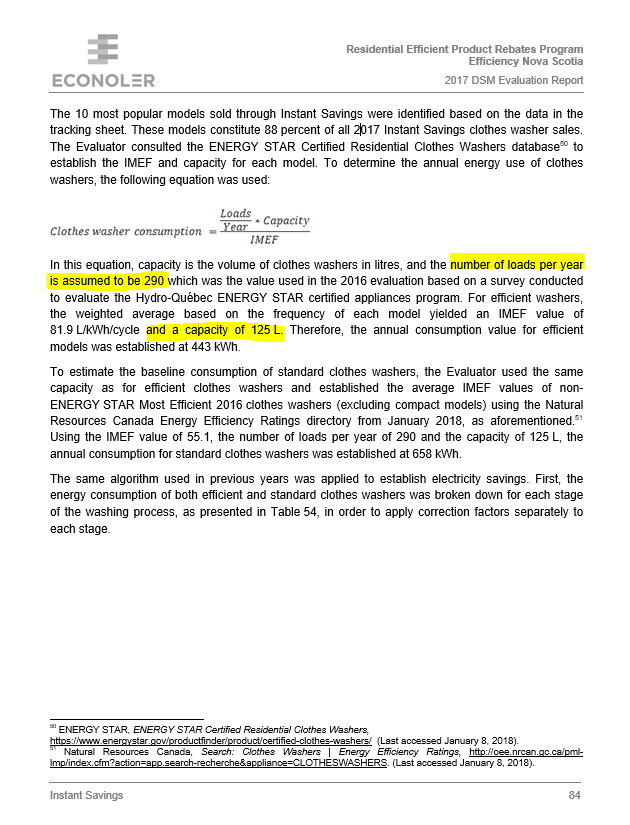 ECONOLER
Residential Efficient Product Rebates Program
Efficiency Nova Scotia
2017 DSM Evaluation Report
The 10 most popular models sold through Instant Savings were identified based on the data in the
tracking sheet. These models constitute 88 percent of all 2017 Instant Savings clothes washer sales.
The Evaluator consulted the ENERGY STAR Certified Residential Clothes Washers database50 to
establish the IMEF and capacity for each model. To determine the annual energy use of clothes
washers, the following equation was used:
Clothes washer consumption = Loads/Year * Capacity / IMEF
In this equation, capacity is the volume of clothes washers in litres, and the number of loads per year
is assumed to be 290 which was the value used in the 2016 evaluation based on a survey conducted
to evaluate the Hydro-Québec ENERGY STAR certified appliances program. For efficient washers,
the weighted average based on the frequency of each model yielded an IMEF value of
81.9 L/kWh/cycle and a capacity of 125 L. Therefore, the annual consumption value for efficient
models was established at 443 kWh.
To estimate the baseline consumption of standard clothes washers, the Evaluator used the same
capacity as for efficient clothes washers and established the average IMEF values of non-
ENERGY STAR Most Efficient 2016 clothes washers (excluding compact models) using the Natural
Resources Canada Energy Efficiency Ratings directory from January 2018, as aforementioned.51
Using the IMEF value of 55.1, the number of loads per year of 290 and the capacity of 125 L, the
annual consumption for standard clothes washers was established at 658 kWh.
The same algorithm used in previous years was applied to establish electricity savings. First, the
energy consumption of both efficient and standard clothes washers was broken down for each stage
of the washing process, as presented in Table 54, in order to apply correction factors separately to
each stage.
50 ENERGY STAR, ENERGY STAR Certified Residential Clothes Washers,
https://www.energystar.gov/productfinder/product/certified-clothes-washers/ (Last accessed January 8, 2018).
51 Natural Resources Canada, Search: Clothes Washers | Energy Efficiency Ratings, http://oee.nrcan.gc.ca/pml-
lmp/index.cfm?action=app.search-recherche&appliance=CLOTHESWASHERS. (Last accessed January 8, 2018).
Instant Savings
84